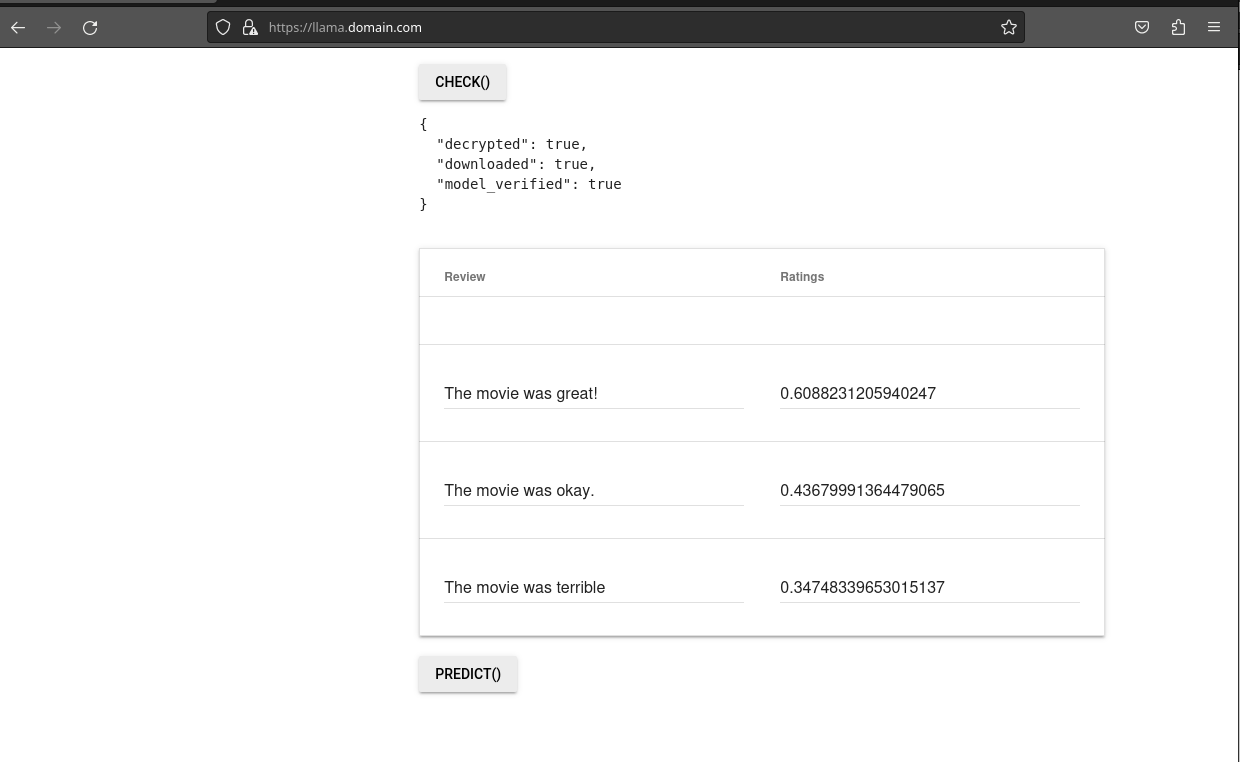 https://llama.domain.com
CHECK()
{
  "decrypted": true,
  "downloaded": true,
  "model_verified": true
}
Review Ratings
The movie was great! 0.6088231205940247
The movie was okay. 0.43679991364479065
The movie was terrible 0.34748339653015137
PREDICT()